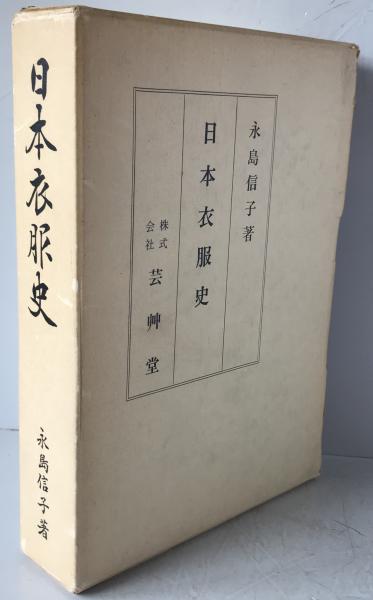 日本衣服史
永島信子著
永島信子著
日本衣服史
株式
会社
芸艸堂